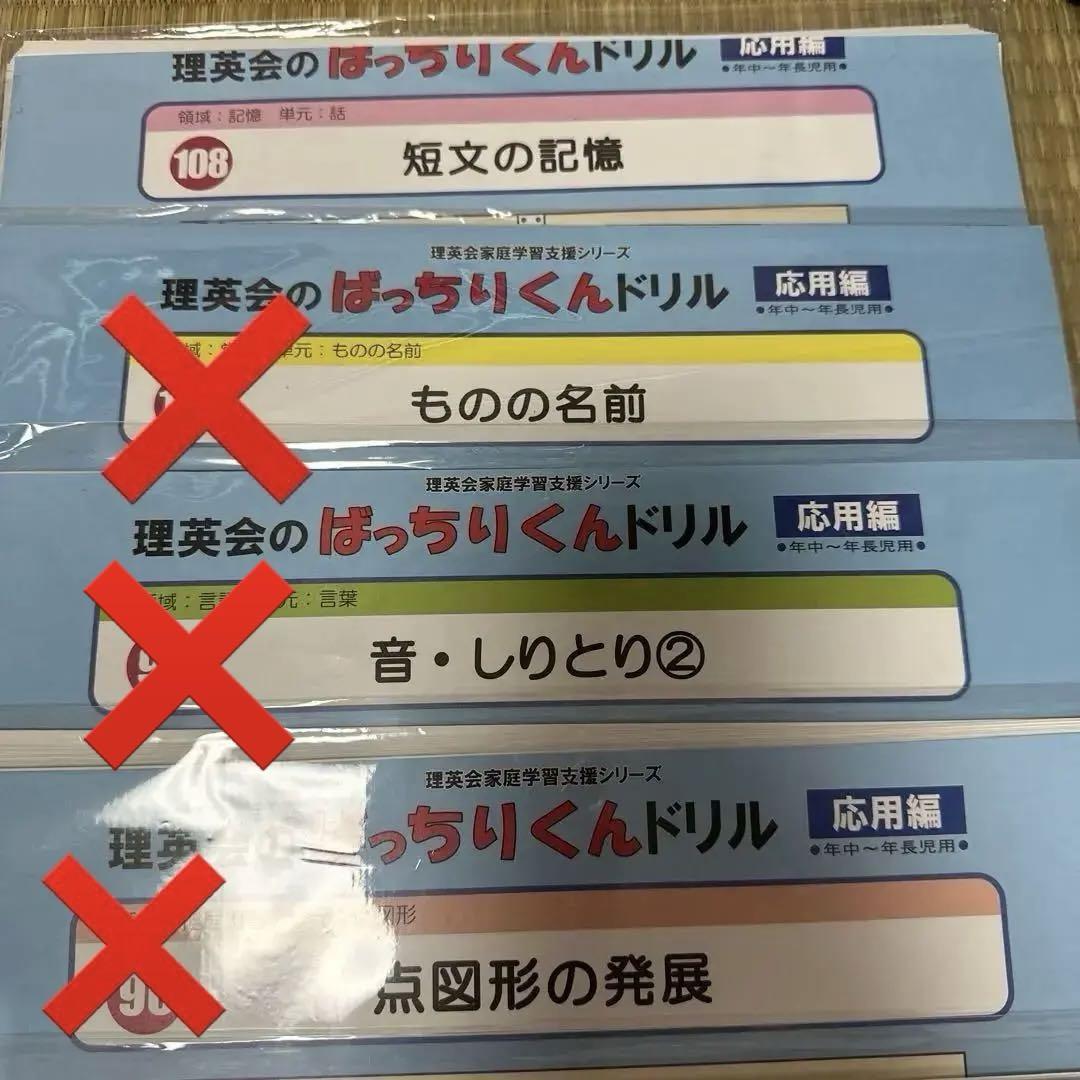 理英会のばっちりくんドリル 応用編
●年中～年長児用●
領域：記憶 単元：話
108 短文の記憶
理英会家庭学習支援シリーズ
理英会のばっちりくんドリル 応用編
●年中～年長児用●
域： 単元：ものの名前
ものの名前
理英会家庭学習支援シリーズ
理英会のばっちりくんドリル 応用編
●年中～年長児用●
域：言 元：言葉
音・しりとり②
理英会家庭学習支援シリーズ
理英会のばっちりくんドリル 応用編
●年中～年長児用●
図形
点図形の発展